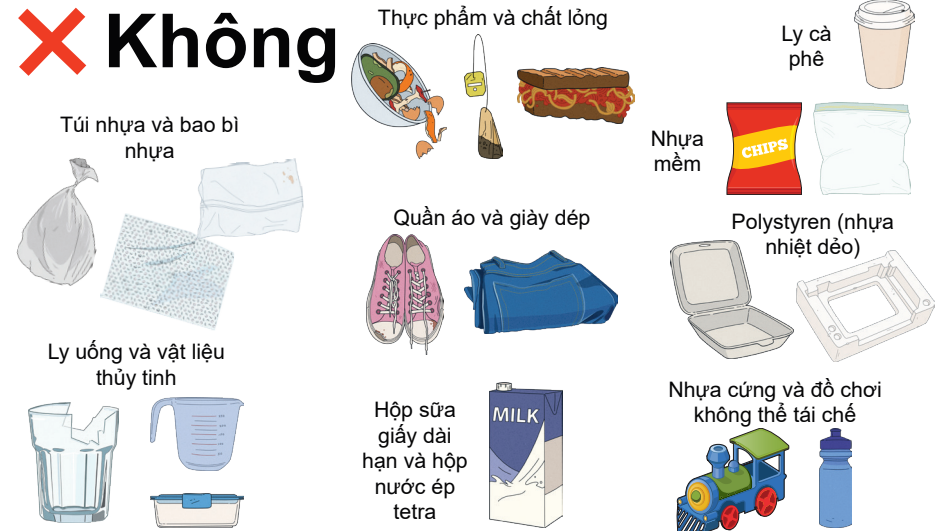 Không
Thực phẩm và chất lỏng
Ly cà
phê
Túi nhựa và bao bì
nhựa
Nhựa
mềm
CHIPS
Quần áo và giày dép
Polystyren (nhựa
nhiệt dẻo)
Ly uống và vật liệu
thủy tinh
Hộp sữa
giấy dài
hạn và hộp
nước ép
tetra
MILK
Nhựa cứng và đồ chơi
không thể tái chế